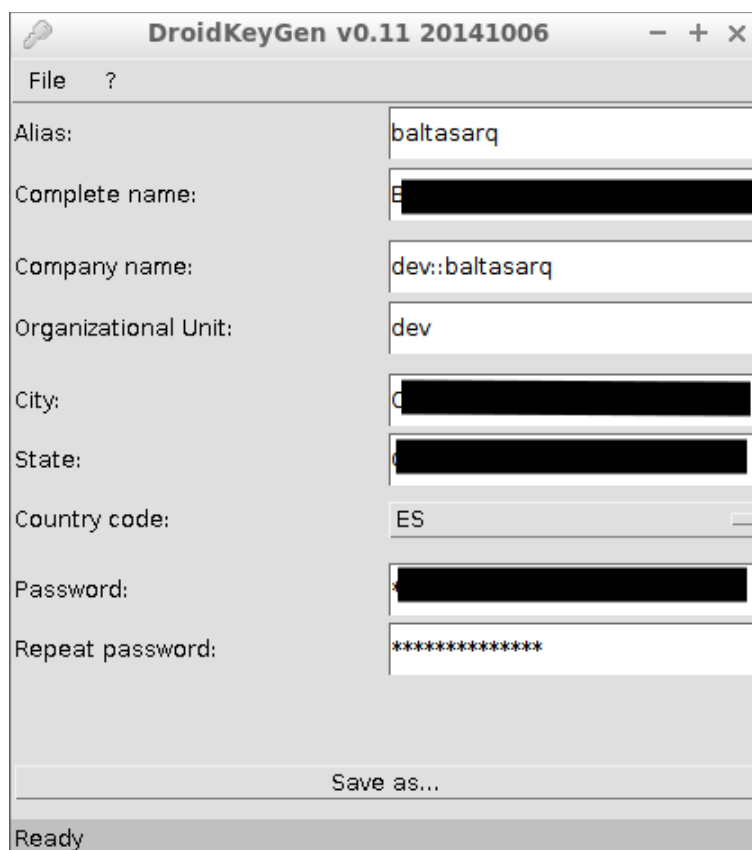 DroidKeyGen v0.11 20141006
File ?
Alias: baltasarq
Complete name:
Company name: dev::baltasarq
Organizational Unit: dev
City:
State:
Country code: ES
Password:
Repeat password: **************
Save as...
Ready